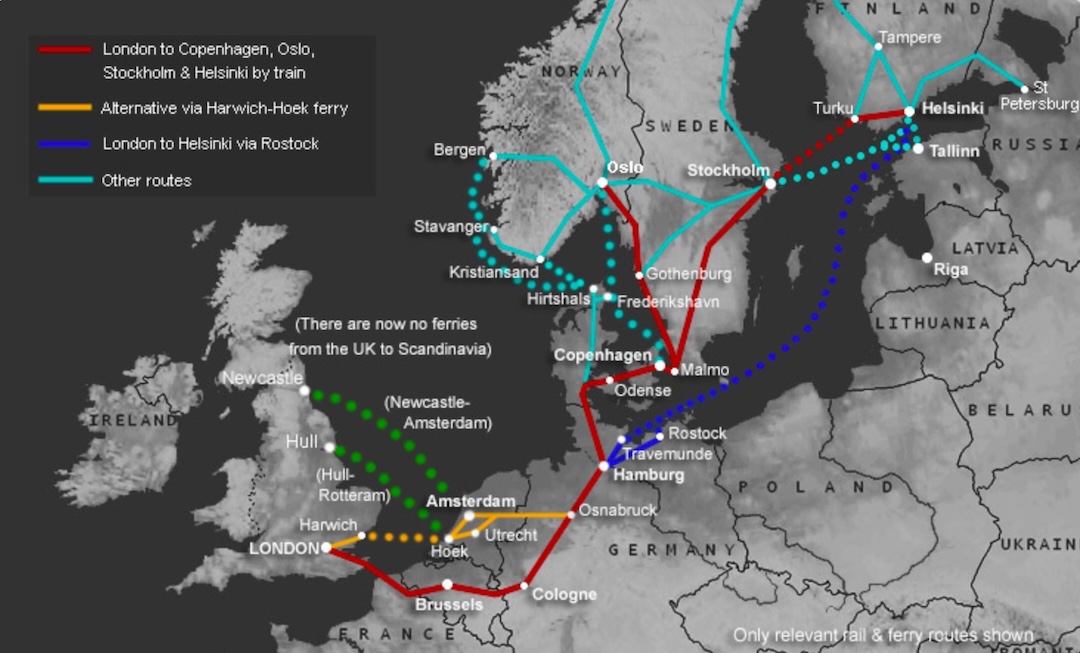 FINLAND
Tampere
London to Copenhagen, Oslo,
Stockholm & Helsinki by train
NORWAY
St
Petersburg
Alternative via Harwich-Hoek ferry
Turku
Helsinki
SWEDEN
London to Helsinki via Rostock
RUSSIA
Bergen
Tallinn
Oslo
Stockholm
Other routes
Stavanger
LATVIA
Riga
Kristiansand
Gothenburg
Hirtshals
Frederikshavn
(There are now no ferries
from the UK to Scandinavia)
LITHUANIA
Copenhagen
Malmo
Newcastle
Odense
(Newcastle-
Amsterdam)
BELARU
IRELAND
Hull
Rostock
Travemunde
Hamburg
(Hull-
Rotteram)
POLAND
Amsterdam
Osnabruck
Harwich
Utrecht
LONDON
Hoek
GERMANY
UKRAIN
Cologne
Brussels
FRANCE
Only relevant rail & ferry routes shown
ROMANI